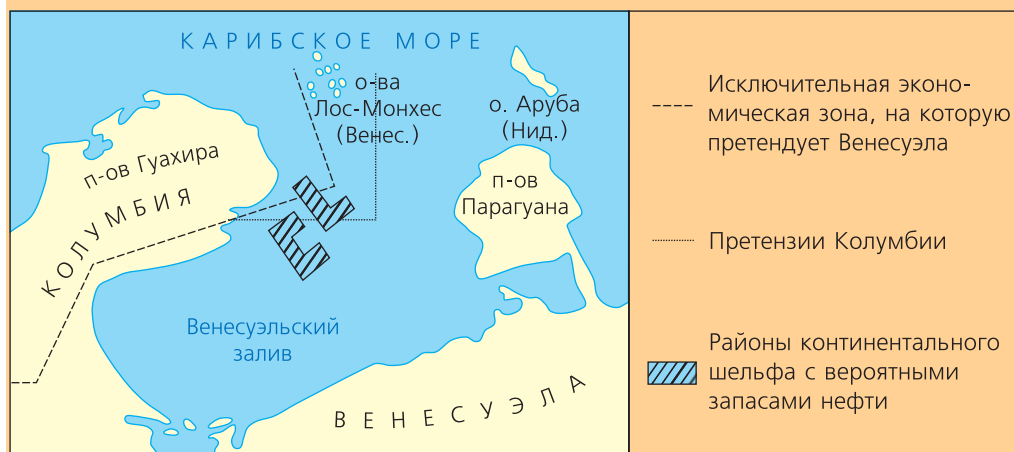 КАРИБСКОЕ МОРЕ
о-ва
Лос-Монхес
(Венес.)
о. Аруба
(Нид.)
п-ов Гуахира
КОЛУМБИЯ
п-ов
Парагуана
Венесуэльский
залив
ВЕНЕСУЭЛА
Исключительная эконо-
мическая зона, на которую
претендует Венесуэла
Претензии Колумбии
Районы континентального
шельфа с вероятными
запасами нефти